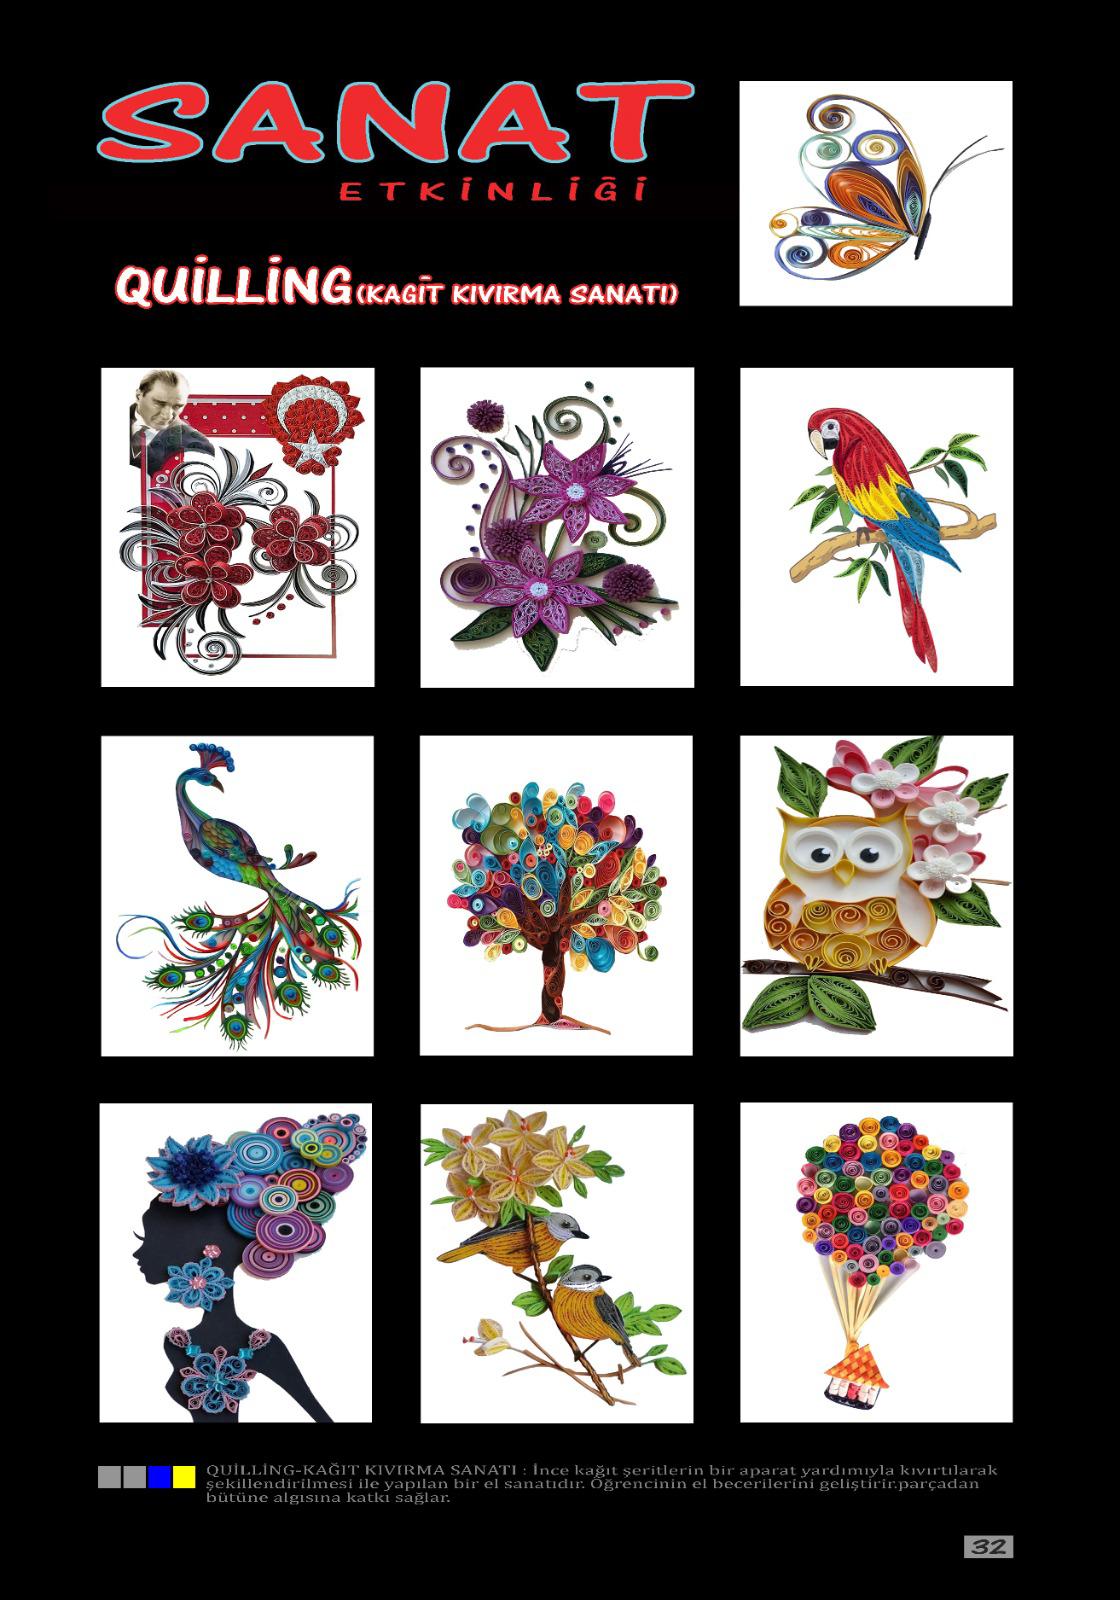 SANAT
ETKİNLİĞİ
QUİLLİNG (KAGIT KIVIRMA SANATI)
QUİLLİNG-KAĞIT KIVIRMA SANATI : İnce kağıt şeritlerin bir aparat yardımıyla kıvırtılarak
şekillendirilmesi ile yapılan bir el sanatıdır. Öğrencinin el becerilerini geliştirir.parçadan
bütüne algısına katkı sağlar.
32